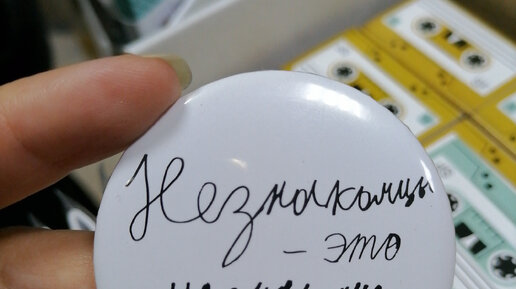 Незнакомцы
– это